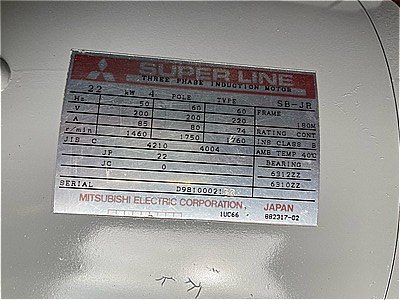 SUPER LINE
THREE PHASE INDUCTION MOTOR
22 kW 4 POLE TYPE SB-JR
Hz 50 60 60 FRAME 180M
V 200 200 220 RATING CONT
A 85 80 74 INS CLASS B
r/min 1460 1750 1760 AMB TEMP 40℃
JIS C 4210 4004 BEARING
JP 22 6312ZZ
JC 0 6310ZZ
SERIAL D98100021
MITSUBISHI ELECTRIC CORPORATION, JAPAN
1UC66 882317-02